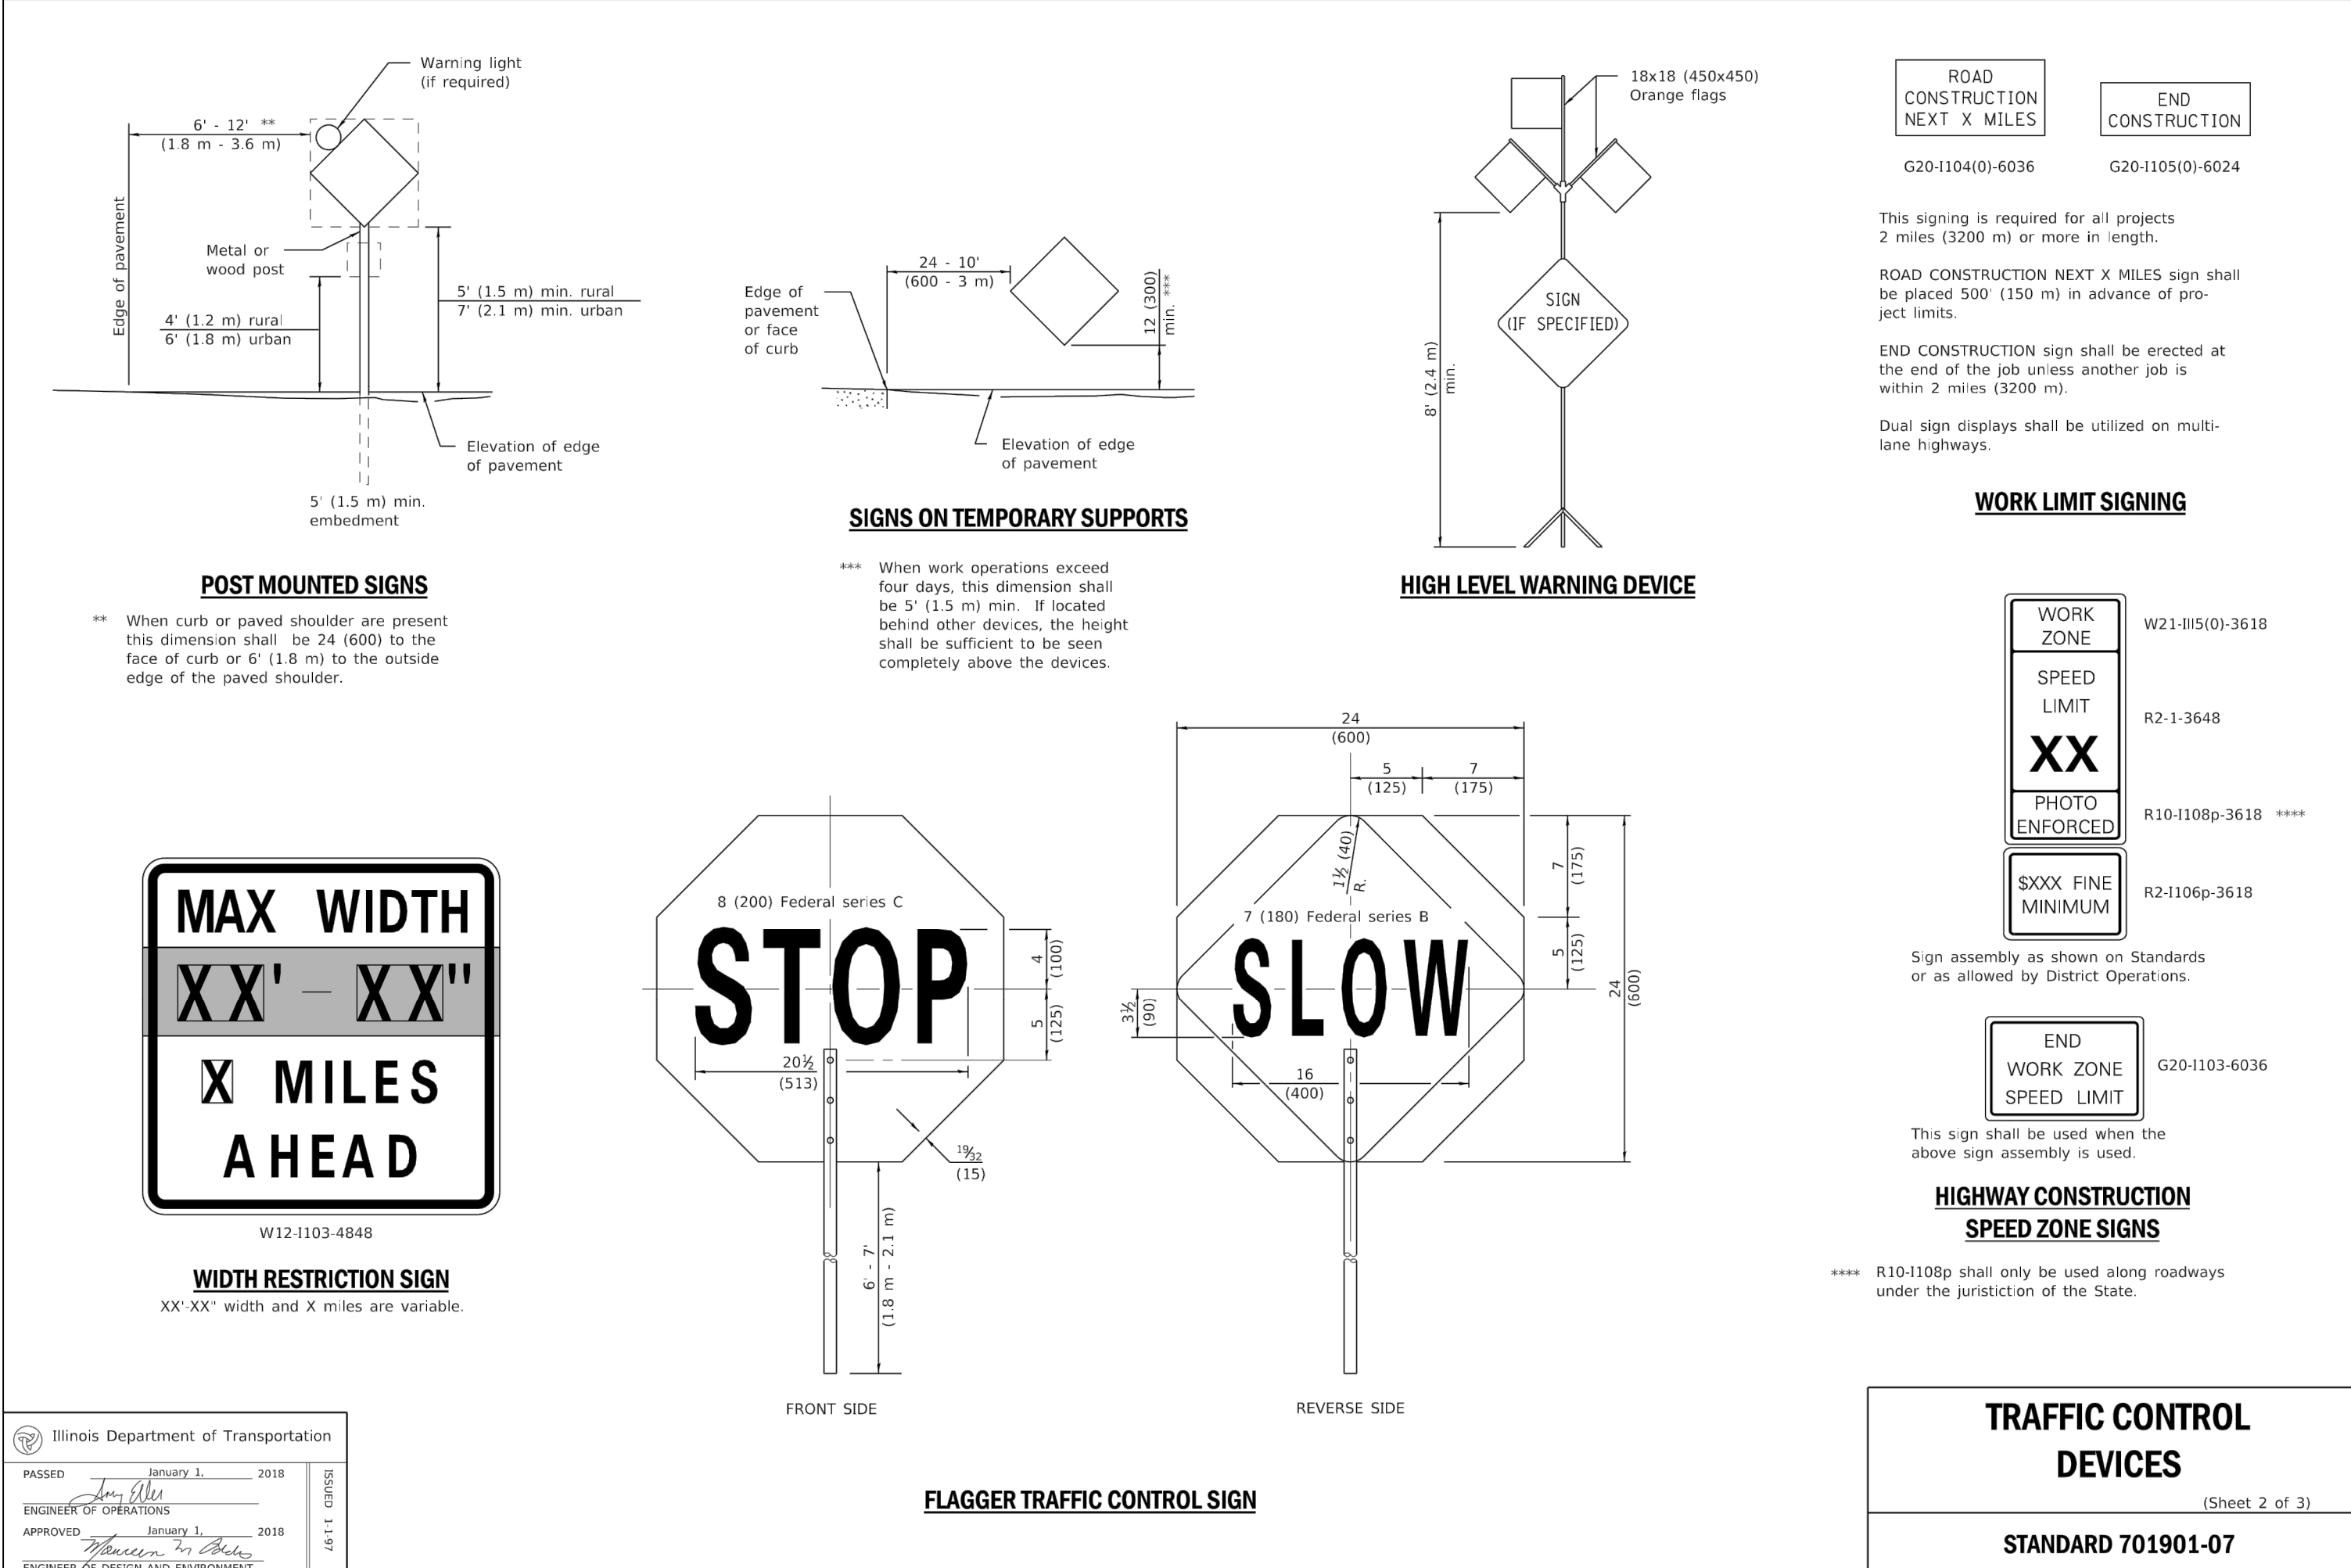 Warning light
(if required)
6' - 12' **
(1.8 m - 3.6 m)
Edge of pavement
Metal or
wood post
5' (1.5 m) min. rural
7' (2.1 m) min. urban
4' (1.2 m) rural
6' (1.8 m) urban
Elevation of edge
of pavement
5' (1.5 m) min.
embedment
POST MOUNTED SIGNS
** When curb or paved shoulder are present
this dimension shall be 24 (600) to the
face of curb or 6' (1.8 m) to the outside
edge of the paved shoulder.
24 - 10'
(600 - 3 m)
Edge of
pavement
or face
of curb
12 (300)
min. ***
Elevation of edge
of pavement
SIGNS ON TEMPORARY SUPPORTS
*** When work operations exceed
four days, this dimension shall
be 5' (1.5 m) min. If located
behind other devices, the height
shall be sufficient to be seen
completely above the devices.
18x18 (450x450)
Orange flags
SIGN
(IF SPECIFIED)
8' (2.4 m)
min.
HIGH LEVEL WARNING DEVICE
ROAD
CONSTRUCTION
NEXT X MILES
G20-I104(0)-6036
END
CONSTRUCTION
G20-I105(0)-6024
This signing is required for all projects
2 miles (3200 m) or more in length.
ROAD CONSTRUCTION NEXT X MILES sign shall
be placed 500' (150 m) in advance of pro-
ject limits.
END CONSTRUCTION sign shall be erected at
the end of the job unless another job is
within 2 miles (3200 m).
Dual sign displays shall be utilized on multi-
lane highways.
WORK LIMIT SIGNING
MAX WIDTH
XX' - XX"
X MILES
AHEAD
W12-I103-4848
WIDTH RESTRICTION SIGN
XX'-XX" width and X miles are variable.
8 (200) Federal series C
STOP
4
(100)
5
(125)
20½
(513)
19/32
(15)
6' - 7'
(1.8 m - 2.1 m)
FRONT SIDE
24
(600)
5
(125)
7
(175)
1½ (40)
R.
7 (180) Federal series B
SLOW
3½
(90)
16
(400)
7
(175)
5
(125)
24
(600)
REVERSE SIDE
FLAGGER TRAFFIC CONTROL SIGN
WORK
ZONE
W21-II15(0)-3618
SPEED
LIMIT
XX
R2-1-3648
PHOTO
ENFORCED
R10-I108p-3618 ****
$XXX FINE
MINIMUM
R2-I106p-3618
Sign assembly as shown on Standards
or as allowed by District Operations.
END
WORK ZONE
SPEED LIMIT
G20-I103-6036
This sign shall be used when the
above sign assembly is used.
HIGHWAY CONSTRUCTION
SPEED ZONE SIGNS
**** R10-I108p shall only be used along roadways
under the juristiction of the State.
Illinois Department of Transportation
PASSED January 1, 2018
ENGINEER OF OPERATIONS
APPROVED January 1, 2018
ENGINEER OF DESIGN AND ENVIRONMENT
ISSUED 1-1-97
TRAFFIC CONTROL
DEVICES
(Sheet 2 of 3)
STANDARD 701901-07